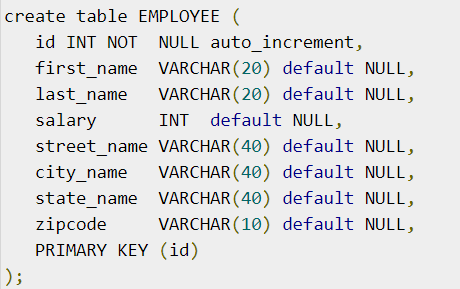 create table EMPLOYEE (
   id INT NOT  NULL auto_increment,
   first_name  VARCHAR(20) default NULL,
   last_name   VARCHAR(20) default NULL,
   salary      INT  default NULL,
   street_name VARCHAR(40) default NULL,
   city_name   VARCHAR(40) default NULL,
   state_name  VARCHAR(40) default NULL,
   zipcode     VARCHAR(10) default NULL,
   PRIMARY KEY (id)
);